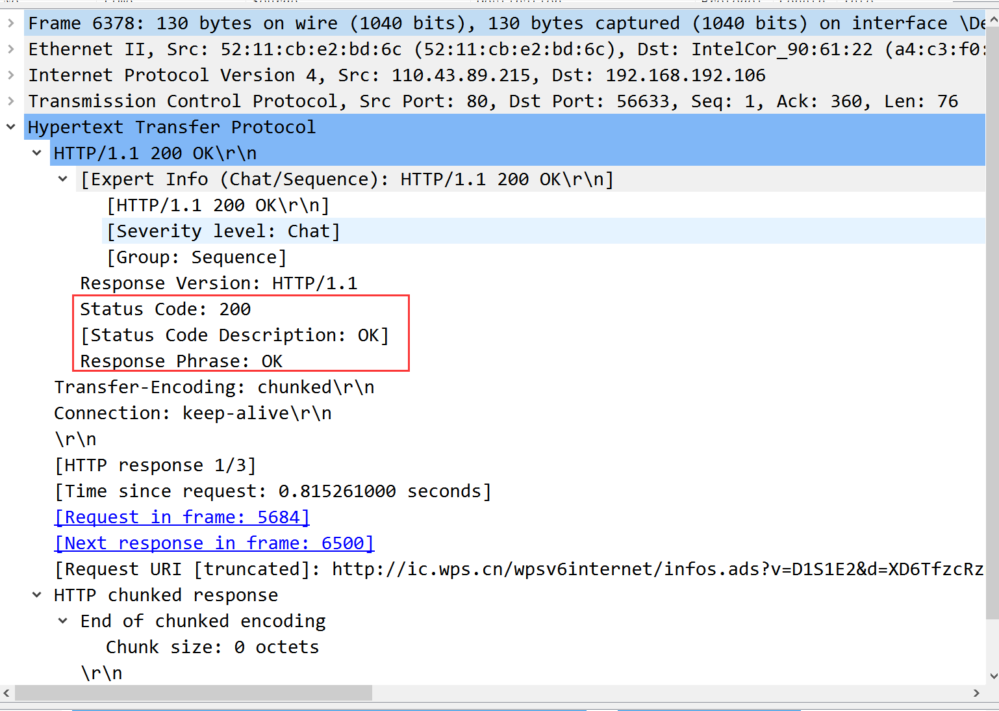 Frame 6378: 130 bytes on wire (1040 bits), 130 bytes captured (1040 bits) on interface \De
Ethernet II, Src: 52:11:cb:e2:bd:6c (52:11:cb:e2:bd:6c), Dst: IntelCor_90:61:22 (a4:c3:f0:
Internet Protocol Version 4, Src: 110.43.89.215, Dst: 192.168.192.106
Transmission Control Protocol, Src Port: 80, Dst Port: 56633, Seq: 1, Ack: 360, Len: 76
Hypertext Transfer Protocol
HTTP/1.1 200 OK\r\n
[Expert Info (Chat/Sequence): HTTP/1.1 200 OK\r\n]
[HTTP/1.1 200 OK\r\n]
[Severity level: Chat]
[Group: Sequence]
Response Version: HTTP/1.1
Status Code: 200
[Status Code Description: OK]
Response Phrase: OK
Transfer-Encoding: chunked\r\n
Connection: keep-alive\r\n
\r\n
[HTTP response 1/3]
[Time since request: 0.815261000 seconds]
[Request in frame: 5684]
[Next response in frame: 6500]
[Request URI [truncated]: http://ic.wps.cn/wpsv6internet/infos.ads?v=D1S1E2&d=XD6TfzcRz
HTTP chunked response
End of chunked encoding
Chunk size: 0 octets
\r\n